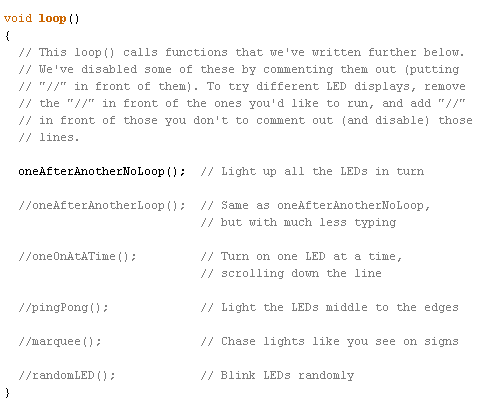 void loop()
{
  // This loop() calls functions that we've written further below.
  // We've disabled some of these by commenting them out (putting
  // "//" in front of them). To try different LED displays, remove
  // the "//" in front of the ones you'd like to run, and add "//"
  // in front of those you don't to comment out (and disable) those
  // lines.

  oneAfterAnotherNoLoop();  // Light up all the LEDs in turn

  //oneAfterAnotherLoop();  // Same as oneAfterAnotherNoLoop,
                            // but with much less typing

  //oneOnAtATime();         // Turn on one LED at a time,
                            // scrolling down the line

  //pingPong();             // Light the LEDs middle to the edges

  //marquee();              // Chase lights like you see on signs

  //randomLED();            // Blink LEDs randomly
}